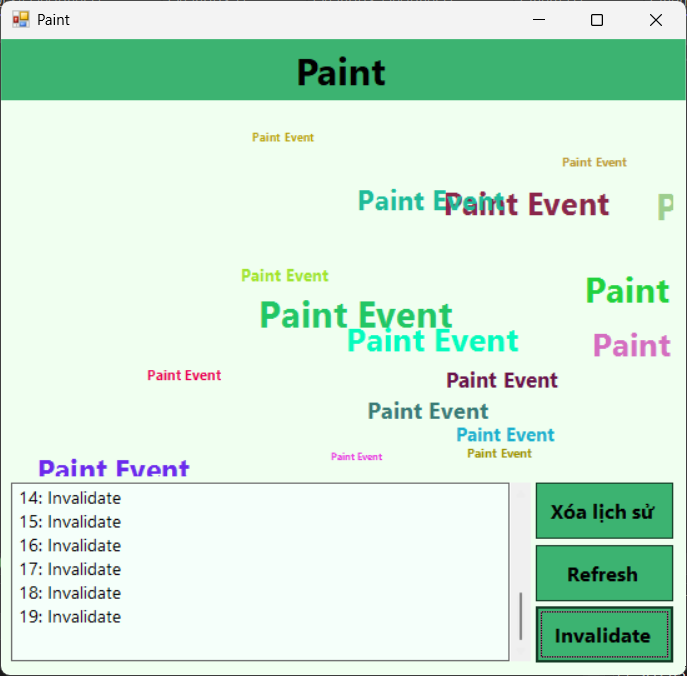 Paint
Paint
Paint Event
Paint Event
Paint Event
Paint Event
P
Paint Event
Paint
Paint Event
Paint Event
Paint
Paint Event
Paint Event
Paint Event
Paint Event
Paint Event
Paint Event
Paint Event
14: Invalidate
15: Invalidate
16: Invalidate
17: Invalidate
18: Invalidate
19: Invalidate
Xóa lịch sử
Refresh
Invalidate